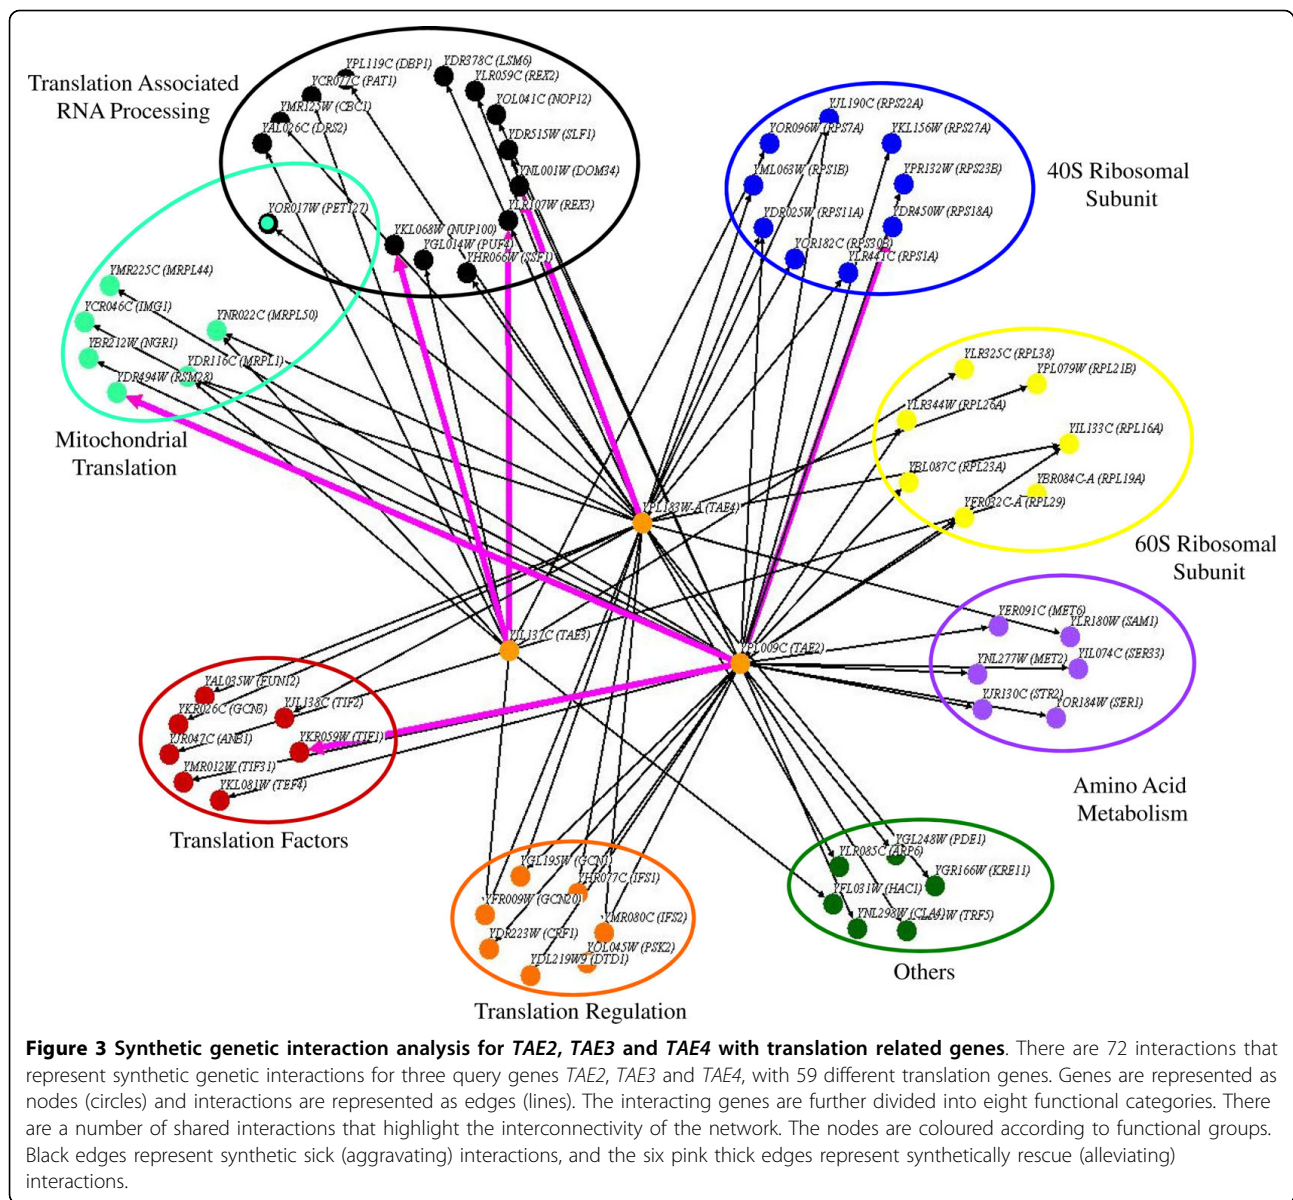 Translation Associated
RNA Processing
YPL119C (DBP1)
YDR378C (LSM6)
YCR077C (PAT1)
YLR059C (REX2)
YMR125W (CBC1)
YOL041C (NOP12)
YAL026C (DRS2)
YDR515W (SLF1)
YNL001W (DOM34)
YOR017W (PET127)
YLR107W (REX3)
YKL068W (NUP100)
YGL014W (PUF4)
YHR066W (SSF1)
YJL190C (RPS22A)
YOR096W (RPS7A)
YKL156W (RPS27A)
YML063W (RPS1B)
YPR132W (RPS23B)
YDR025W (RPS11A)
YDR450W (RPS18A)
YOR182C (RPS30B)
YLR441C (RPS1A)
40S Ribosomal
Subunit
YMR225C (MRPL44)
YCR046C (IMG1)
YNR022C (MRPL50)
YBR212W (NGR1)
YDR116C (MRPL1)
YDR494W (RSM28)
Mitochondrial
Translation
YLR325C (RPL38)
YPL079W (RPL21B)
YLR344W (RPL26A)
YIL133C (RPL16A)
YBL087C (RPL23A)
YBR084C-A (RPL19A)
YFR032C-A (RPL29)
60S Ribosomal
Subunit
YPL183W-A (TAE4)
YJL137C (TAE3)
YPL009C (TAE2)
YER091C (MET6)
YLR180W (SAM1)
YNL277W (MET2)
YIL074C (SER33)
YJR130C (STR2)
YOR184W (SER1)
Amino Acid
Metabolism
YAL035W (FUN12)
YKR026C (GCN3)
YJL138C (TIF2)
YJR047C (ANB1)
YKR059W (TIF1)
YMR012W (TIF31)
YKL081W (TEF4)
Translation Factors
YGL195W (GCN1)
YHR077C (IFS1)
YFR009W (GCN20)
YMR080C (IFS2)
YDR223W (CRF1)
YOL045W (PSK2)
YDL219W9 (DTD1)
Translation Regulation
YGL248W (PDE1)
YLR085C (ARP6)
YGR166W (KRE11)
YFL031W (HAC1)
YNL298W (CLA4)
(TRF5)
Others
Figure 3 Synthetic genetic interaction analysis for TAE2, TAE3 and TAE4 with translation related genes. There are 72 interactions that
represent synthetic genetic interactions for three query genes TAE2, TAE3 and TAE4, with 59 different translation genes. Genes are represented as
nodes (circles) and interactions are represented as edges (lines). The interacting genes are further divided into eight functional categories. There
are a number of shared interactions that highlight the interconnectivity of the network. The nodes are coloured according to functional groups.
Black edges represent synthetic sick (aggravating) interactions, and the six pink thick edges represent synthetically rescue (alleviating)
interactions.